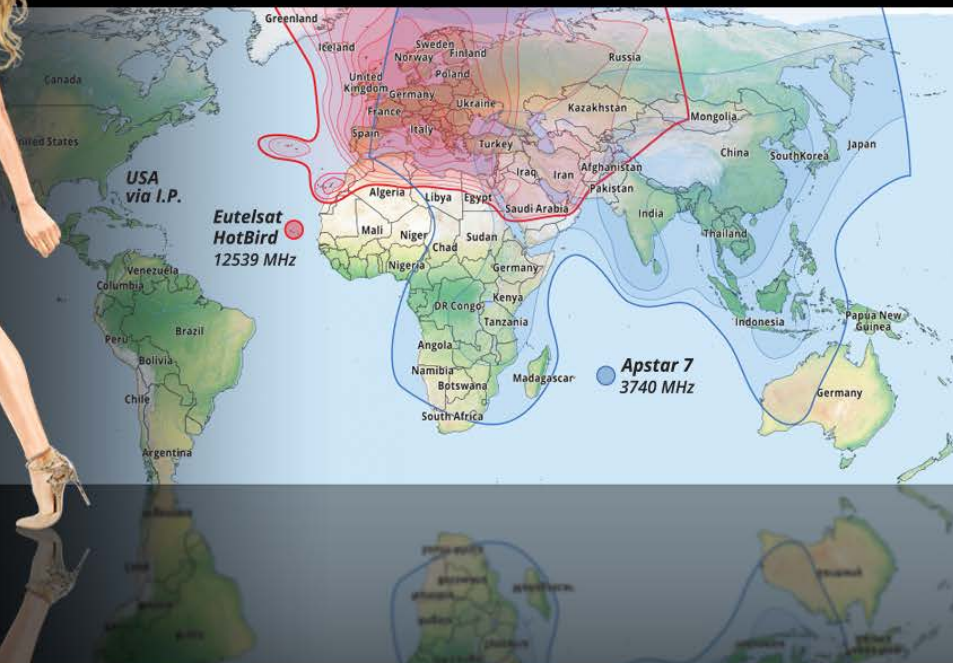 Greenland
Iceland
Sweden
Norway
Finland
Russia
Canada
United
Kingdom
Poland
Germany
Ukraine
France
Kazakhstan
Mongolia
Spain
Italy
Turkey
China
SouthKorea
Japan
nited States
Iraq
Iran
Afghanistan
Pakistan
USA
via I.P.
Algeria
Libya
Egypt
Saudi Arabia
India
Eutelsat
HotBird
12539 MHz
Mali
Niger
Chad
Sudan
Thailand
Nigeria
Germany
Venezuela
Columbia
Kenya
DR Congo
Tanzania
Indonesia
Papua New
Guinea
Brazil
Peru
Angola
Bolivia
Namibia
Botswana
Madagascar
Apstar 7
3740 MHz
Chile
Germany
South Africa
Argentina